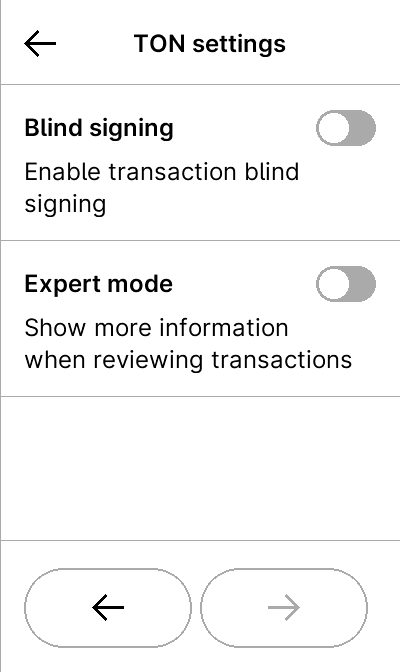 TON settings
Blind signing
Enable transaction blind
signing
Expert mode
Show more information
when reviewing transactions